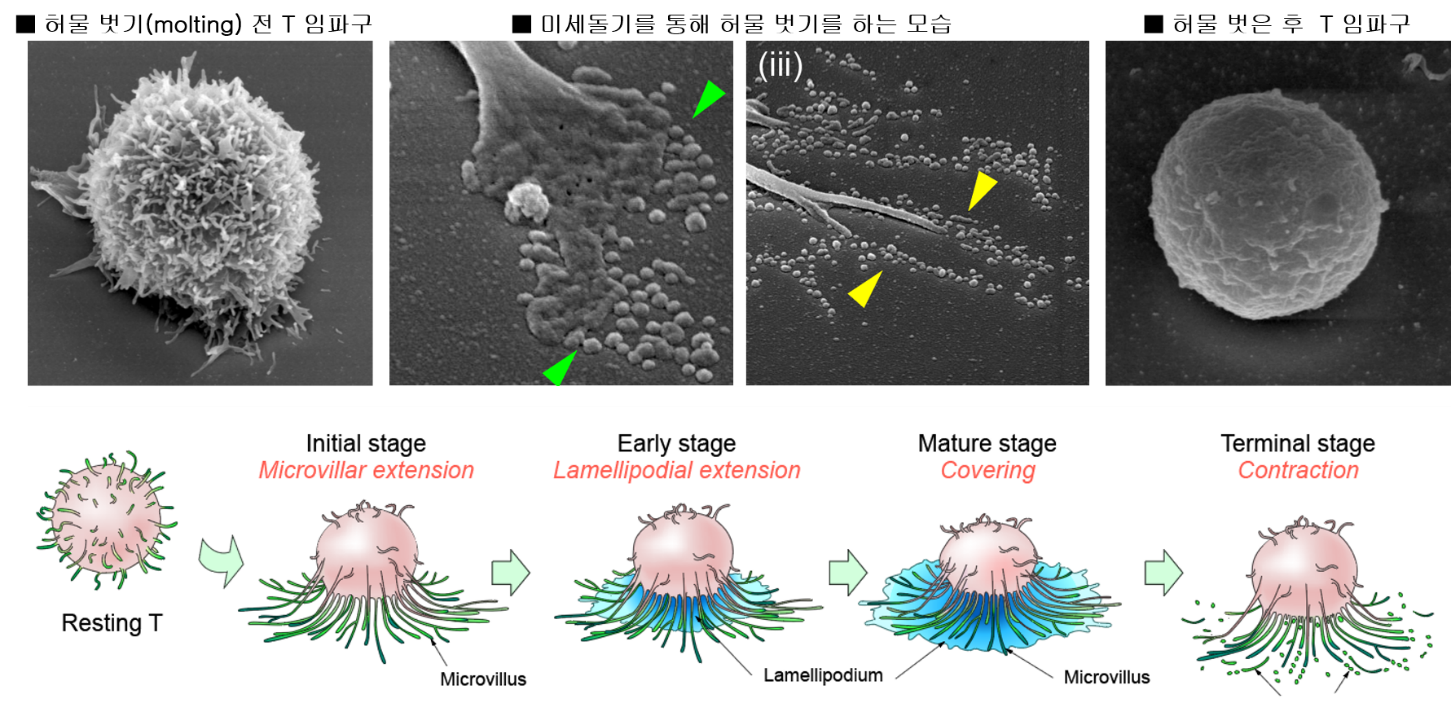 ■ 허물 벗기(molting) 전 T 임파구
■ 미세돌기를 통해 허물 벗기를 하는 모습
■ 허물 벗은 후 T 임파구
(iii)
Initial stage
Microvillar extension
Early stage
Lamellipodial extension
Mature stage
Covering
Terminal stage
Contraction
Resting T
Microvillus
Lamellipodium
Microvillus